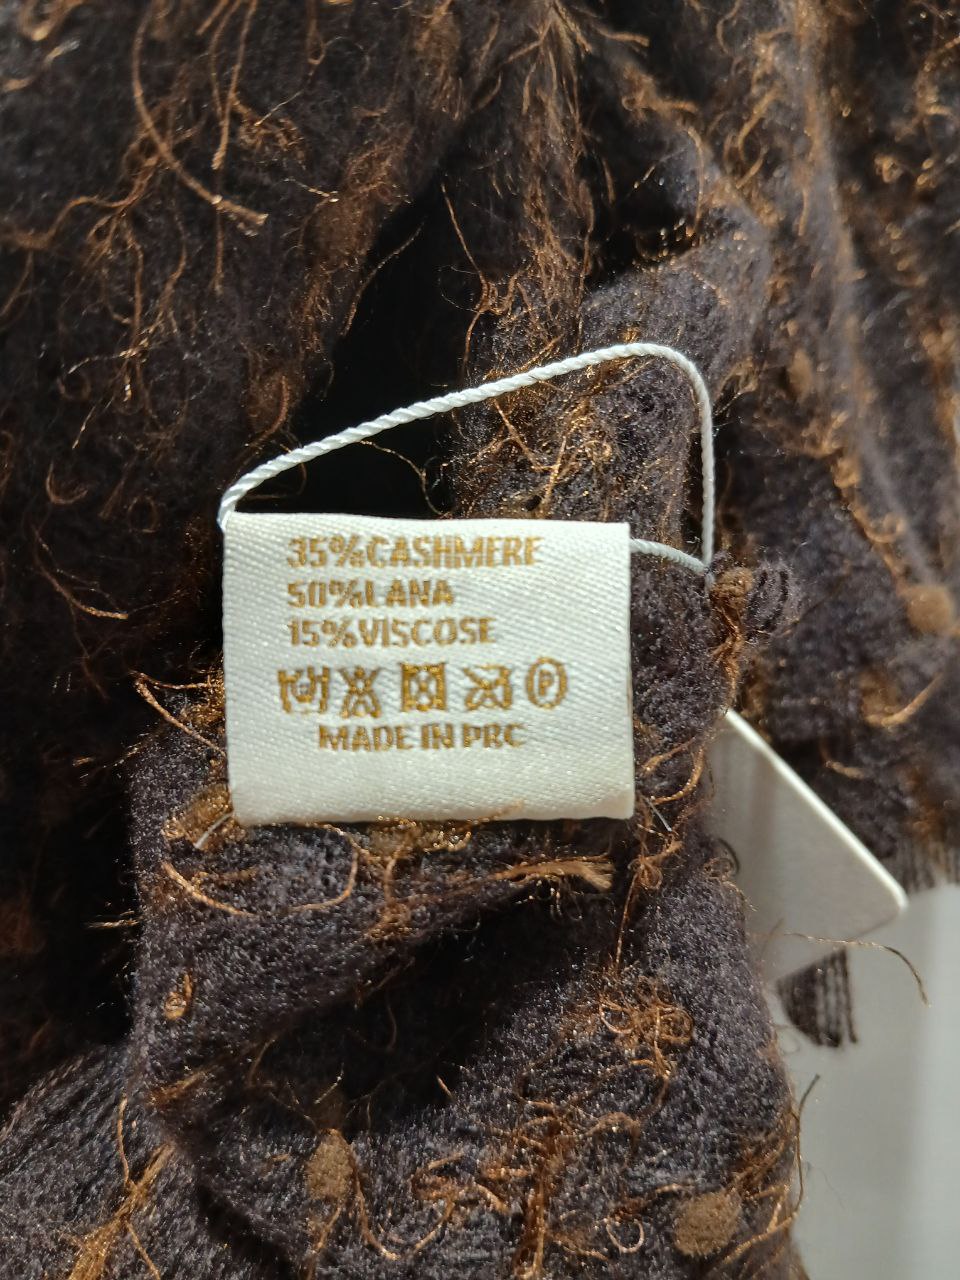 35%CASHMERE
50%LANA
15%VISCOSE
P
MADE IN PRC